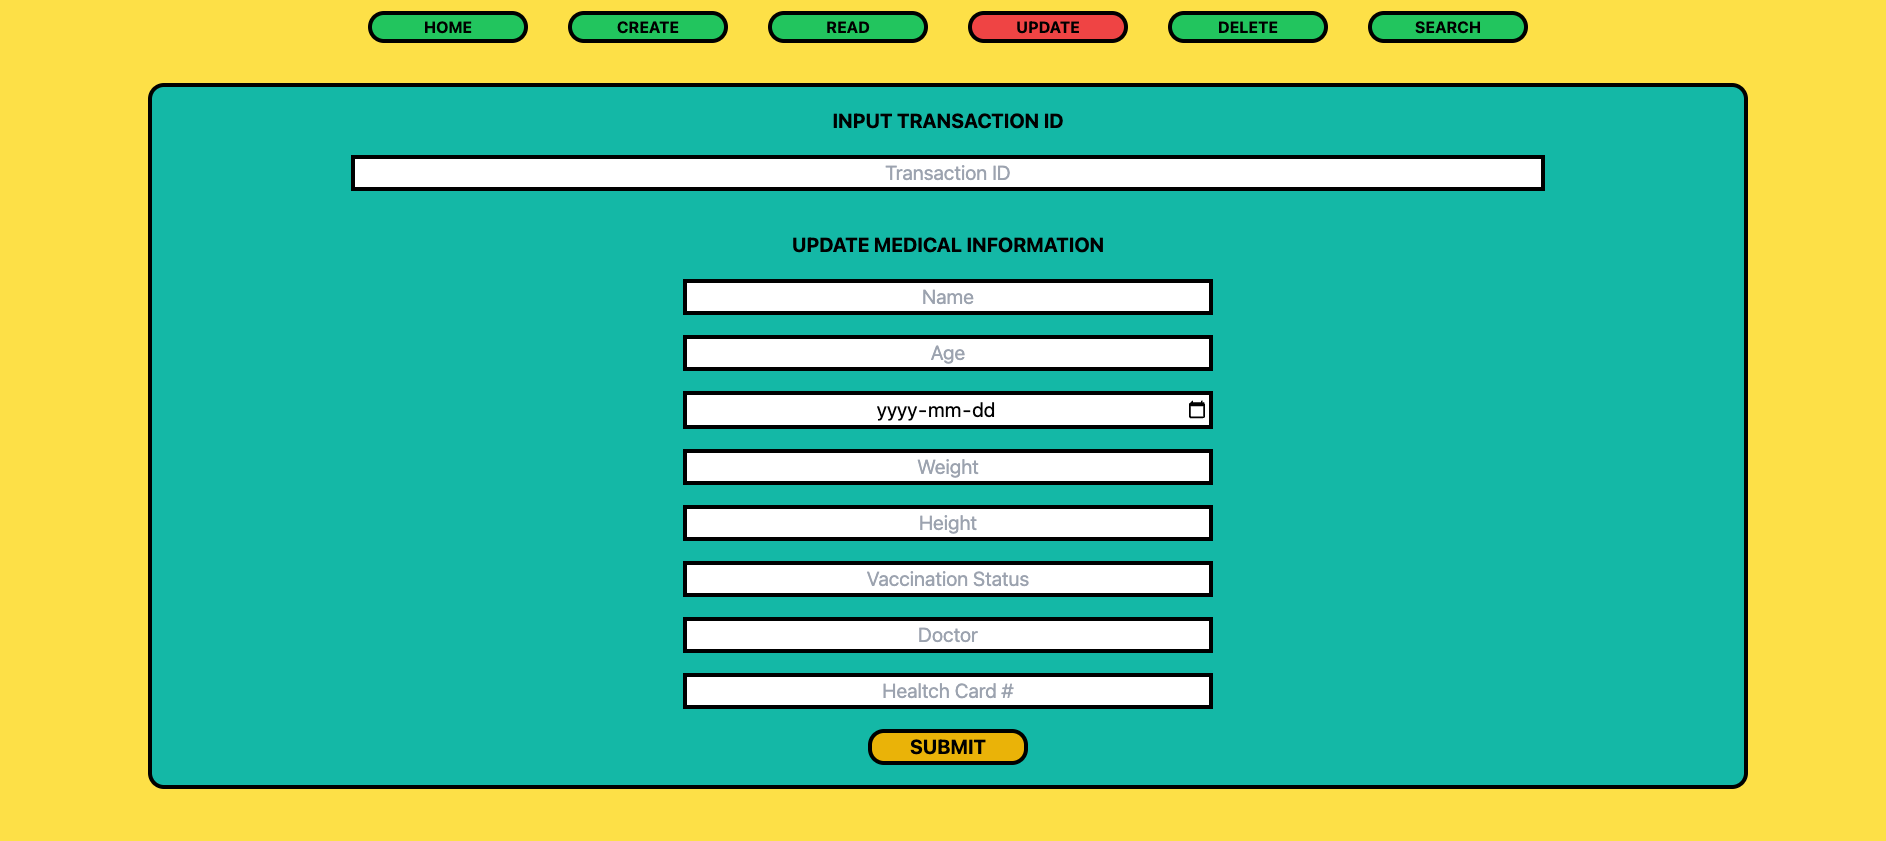 HOME CREATE READ UPDATE DELETE SEARCH
INPUT TRANSACTION ID
Transaction ID
UPDATE MEDICAL INFORMATION
Name
Age
yyyy-mm-dd
Weight
Height
Vaccination Status
Doctor
Healtch Card #
SUBMIT